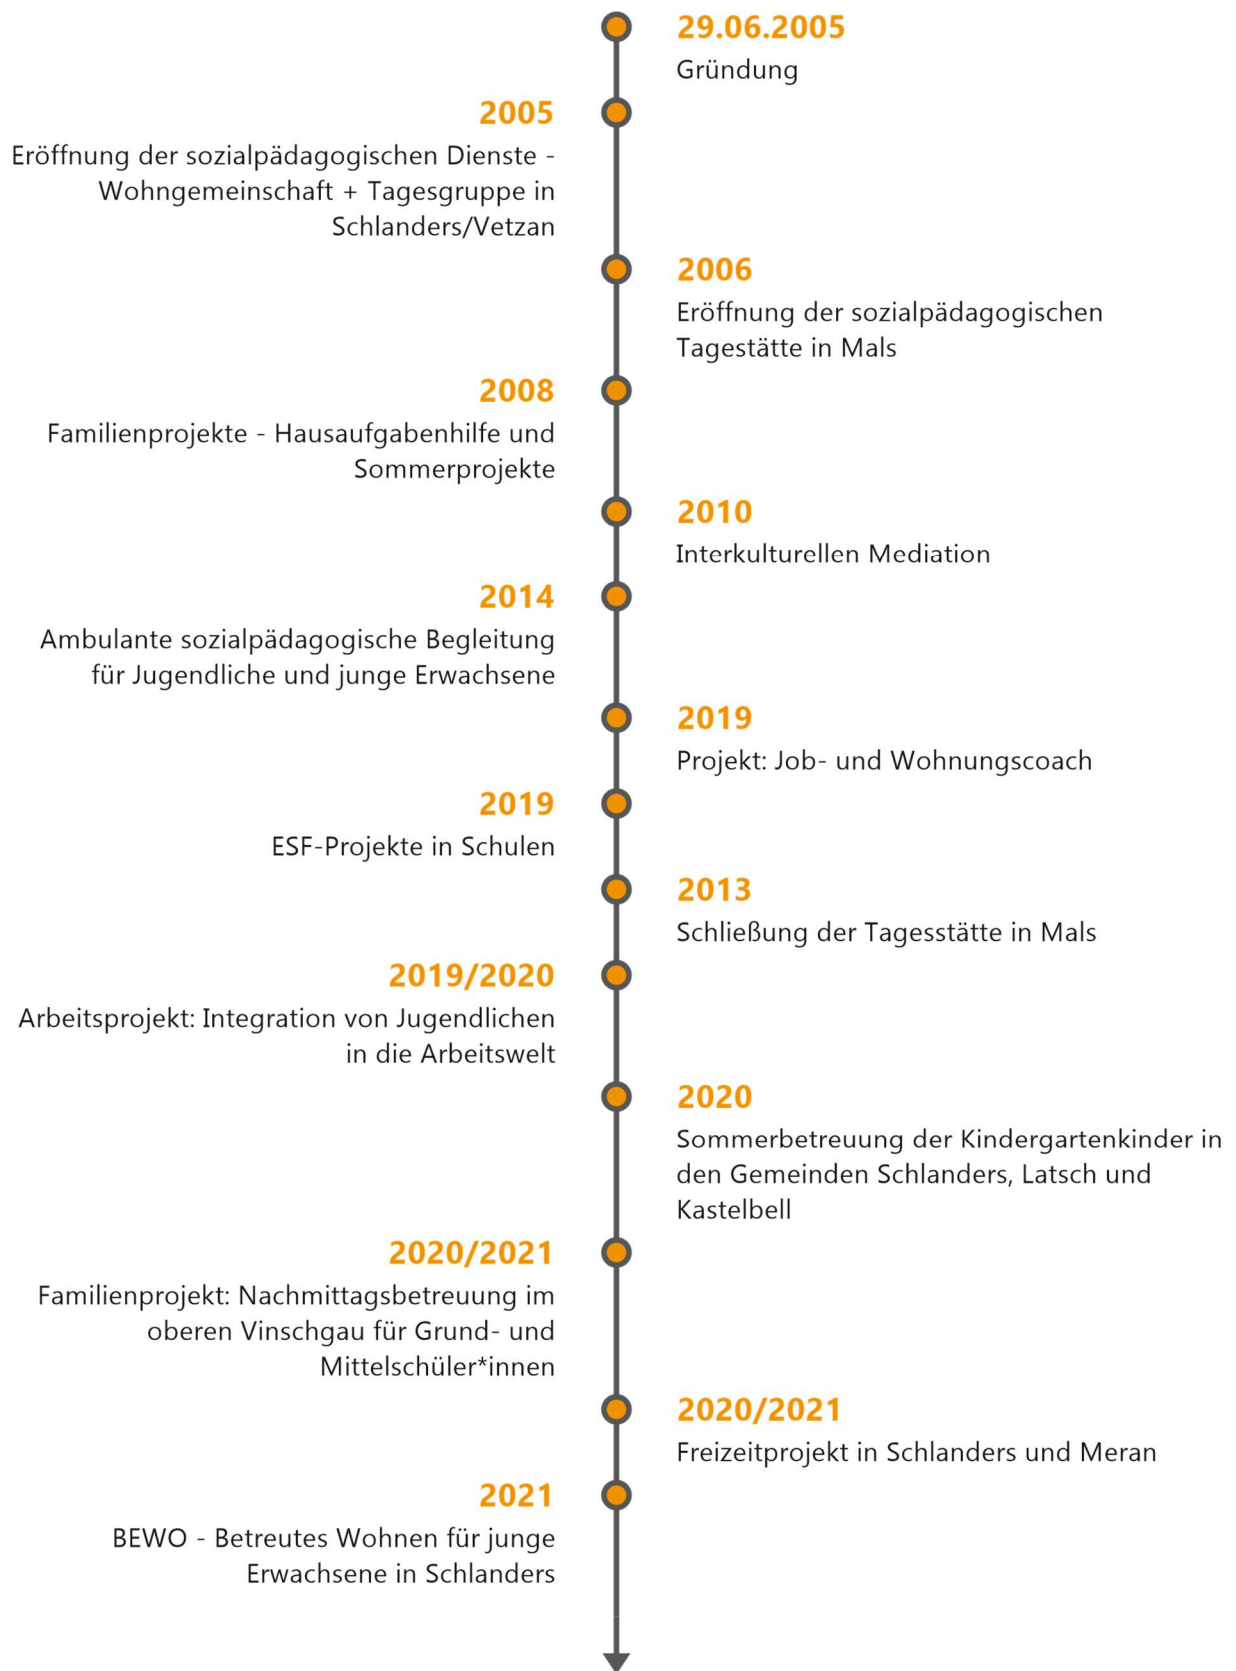 29.06.2005
Gründung
2005
Eröffnung der sozialpädagogischen Dienste -
Wohngemeinschaft + Tagesgruppe in
Schlanders/Vetzan
2006
Eröffnung der sozialpädagogischen
Tagestätte in Mals
2008
Familienprojekte - Hausaufgabenhilfe und
Sommerprojekte
2010
Interkulturellen Mediation
2014
Ambulante sozialpädagogische Begleitung
für Jugendliche und junge Erwachsene
2019
Projekt: Job- und Wohnungscoach
2019
ESF-Projekte in Schulen
2013
Schließung der Tagesstätte in Mals
2019/2020
Arbeitsprojekt: Integration von Jugendlichen
in die Arbeitswelt
2020
Sommerbetreuung der Kindergartenkinder in
den Gemeinden Schlanders, Latsch und
Kastelbell
2020/2021
Familienprojekt: Nachmittagsbetreuung im
oberen Vinschgau für Grund- und
Mittelschüler*innen
2020/2021
Freizeitprojekt in Schlanders und Meran
2021
BEWO - Betreutes Wohnen für junge
Erwachsene in Schlanders